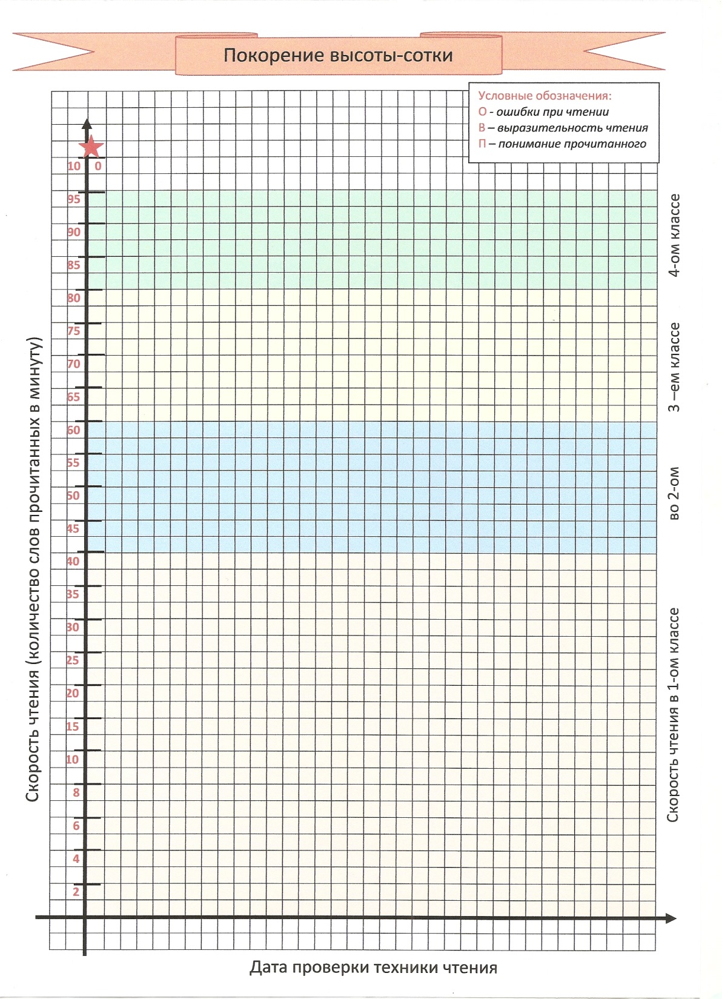 Покорение высоты-сотки
Условные обозначения:
О - ошибки при чтении
В – выразительность чтения
П – понимание прочитанного
10 0
95
90
85
80
75
70
65
60
55
50
45
40
35
30
25
20
15
10
8
6
4
2
Скорость чтения (количество слов прочитанных в минуту)
4-ом классе
3 –ем классе
во 2-ом
Скорость чтения в 1-ом классе
Дата проверки техники чтения